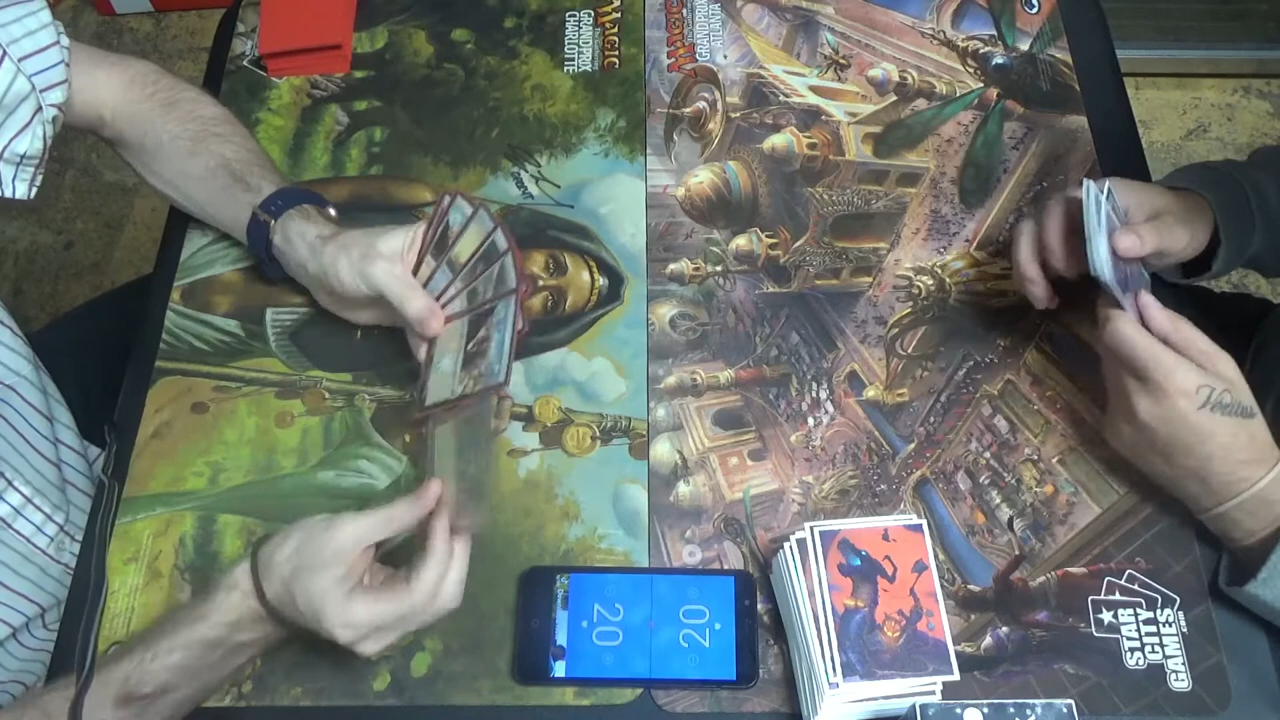 MAGIC
The Gathering
GRAND PRIX
CHARLOTTE
MAGIC
The Gathering
GRAND PRIX
ATLANTA
20
20
STAR
CITY
GAMES
.com